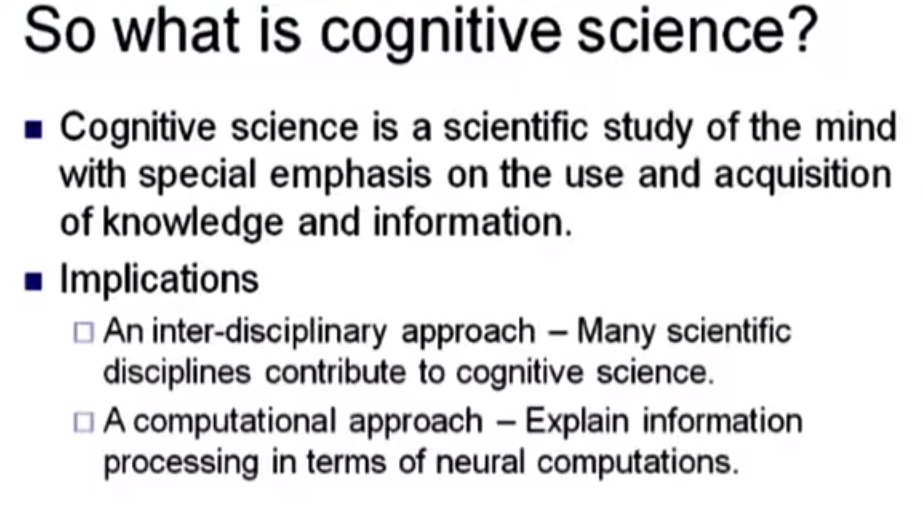 So what is cognitive science?
Cognitive science is a scientific study of the mind
with special emphasis on the use and acquisition
of knowledge and information.
Implications
An inter-disciplinary approach – Many scientific
disciplines contribute to cognitive science.
A computational approach – Explain information
processing in terms of neural computations.